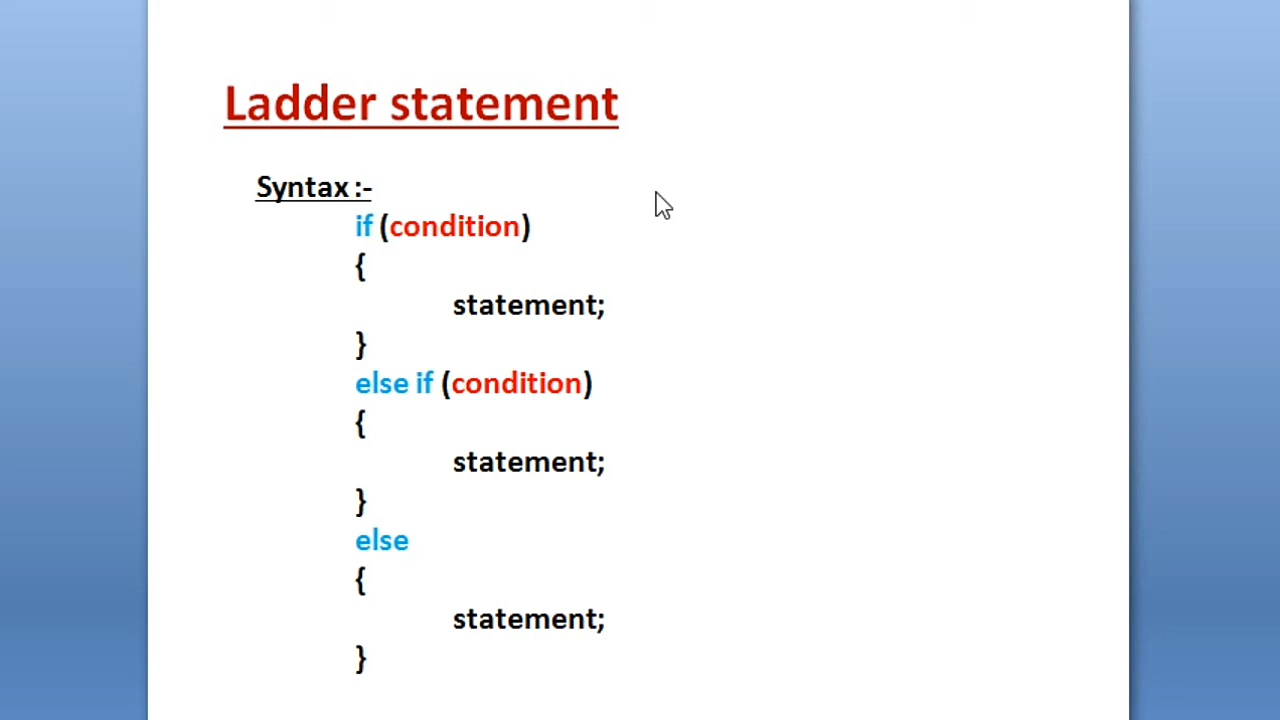 Ladder statement
Syntax :-
if (condition)
{
statement;
}
else if (condition)
{
statement;
}
else
{
statement;
}